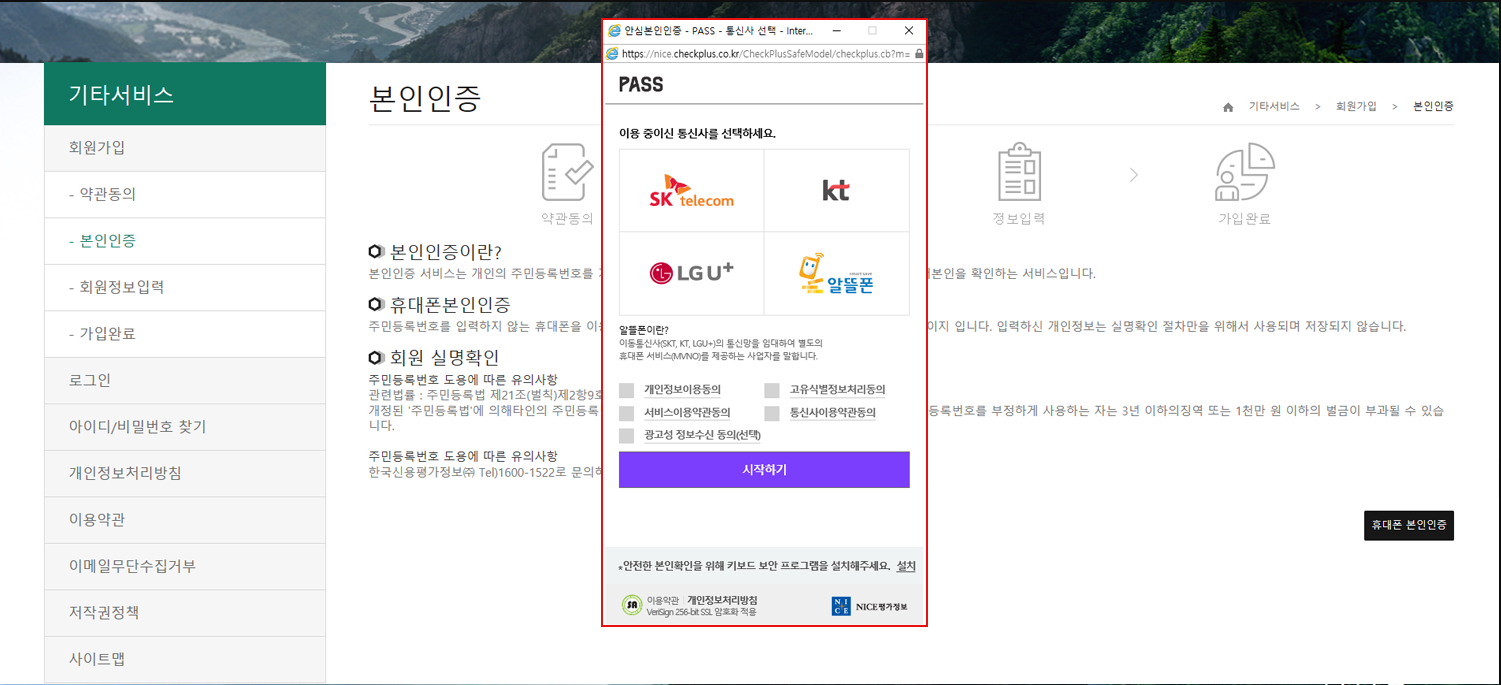 기타서비스
회원가입
- 약관동의
- 본인인증
- 회원정보입력
- 가입완료
로그인
아이디/비밀번호 찾기
개인정보처리방침
이용약관
이메일무단수집거부
저작권정책
사이트맵
본인인증
기타서비스 > 회원가입 > 본인인증
약관동의
정보입력
가입완료
본인인증이란?
본인인증 서비스는 개인의 주민등록번호를
본인을 확인하는 서비스입니다.
휴대폰본인인증
주민등록번호를 입력하지 않는 휴대폰을
이지 입니다. 입력하신 개인정보는 실명확인 절차만을 위해서 사용되며 저장되지 않습니다.
회원 실명확인
주민등록번호 도용에 따른 유의사항
관련법률 : 주민등록법 제21조(벌칙)제2항9호
개정된 '주민등록법'에 의해타인의 주민등록
등록번호를 부정하게 사용하는 자는 3년 이하의징역 또는 1천만 원 이하의 벌금이 부과될 수 있습
니다.
주민등록번호 도용에 따른 유의사항
한국신용평가정보㈜ Tel)1600-1522로 문의하
휴대폰 본인인증
안심본인인증 - PASS - 통신사 선택 - Inter...
https://nice.checkplus.co.kr/CheckPlusSafeModel/checkplus.cb?m=
PASS
이용 중이신 통신사를 선택하세요.
SK telecom
kt
LG U+
알뜰폰
알뜰폰이란?
이동통신사(SKT, KT, LGU+)의 통신망을 임대하여 별도의
휴대폰 서비스(MVNO)를 제공하는 사업자를 말합니다.
개인정보이용동의
고유식별정보처리동의
서비스이용약관동의
통신사이용약관동의
광고성 정보수신 동의(선택)
시작하기
*안전한 본인확인을 위해 키보드 보안 프로그램을 설치해주세요. 설치
이용약관 | 개인정보처리방침
VeriSign 256-bit SSL 암호화 적용
NICE NICE평가정보